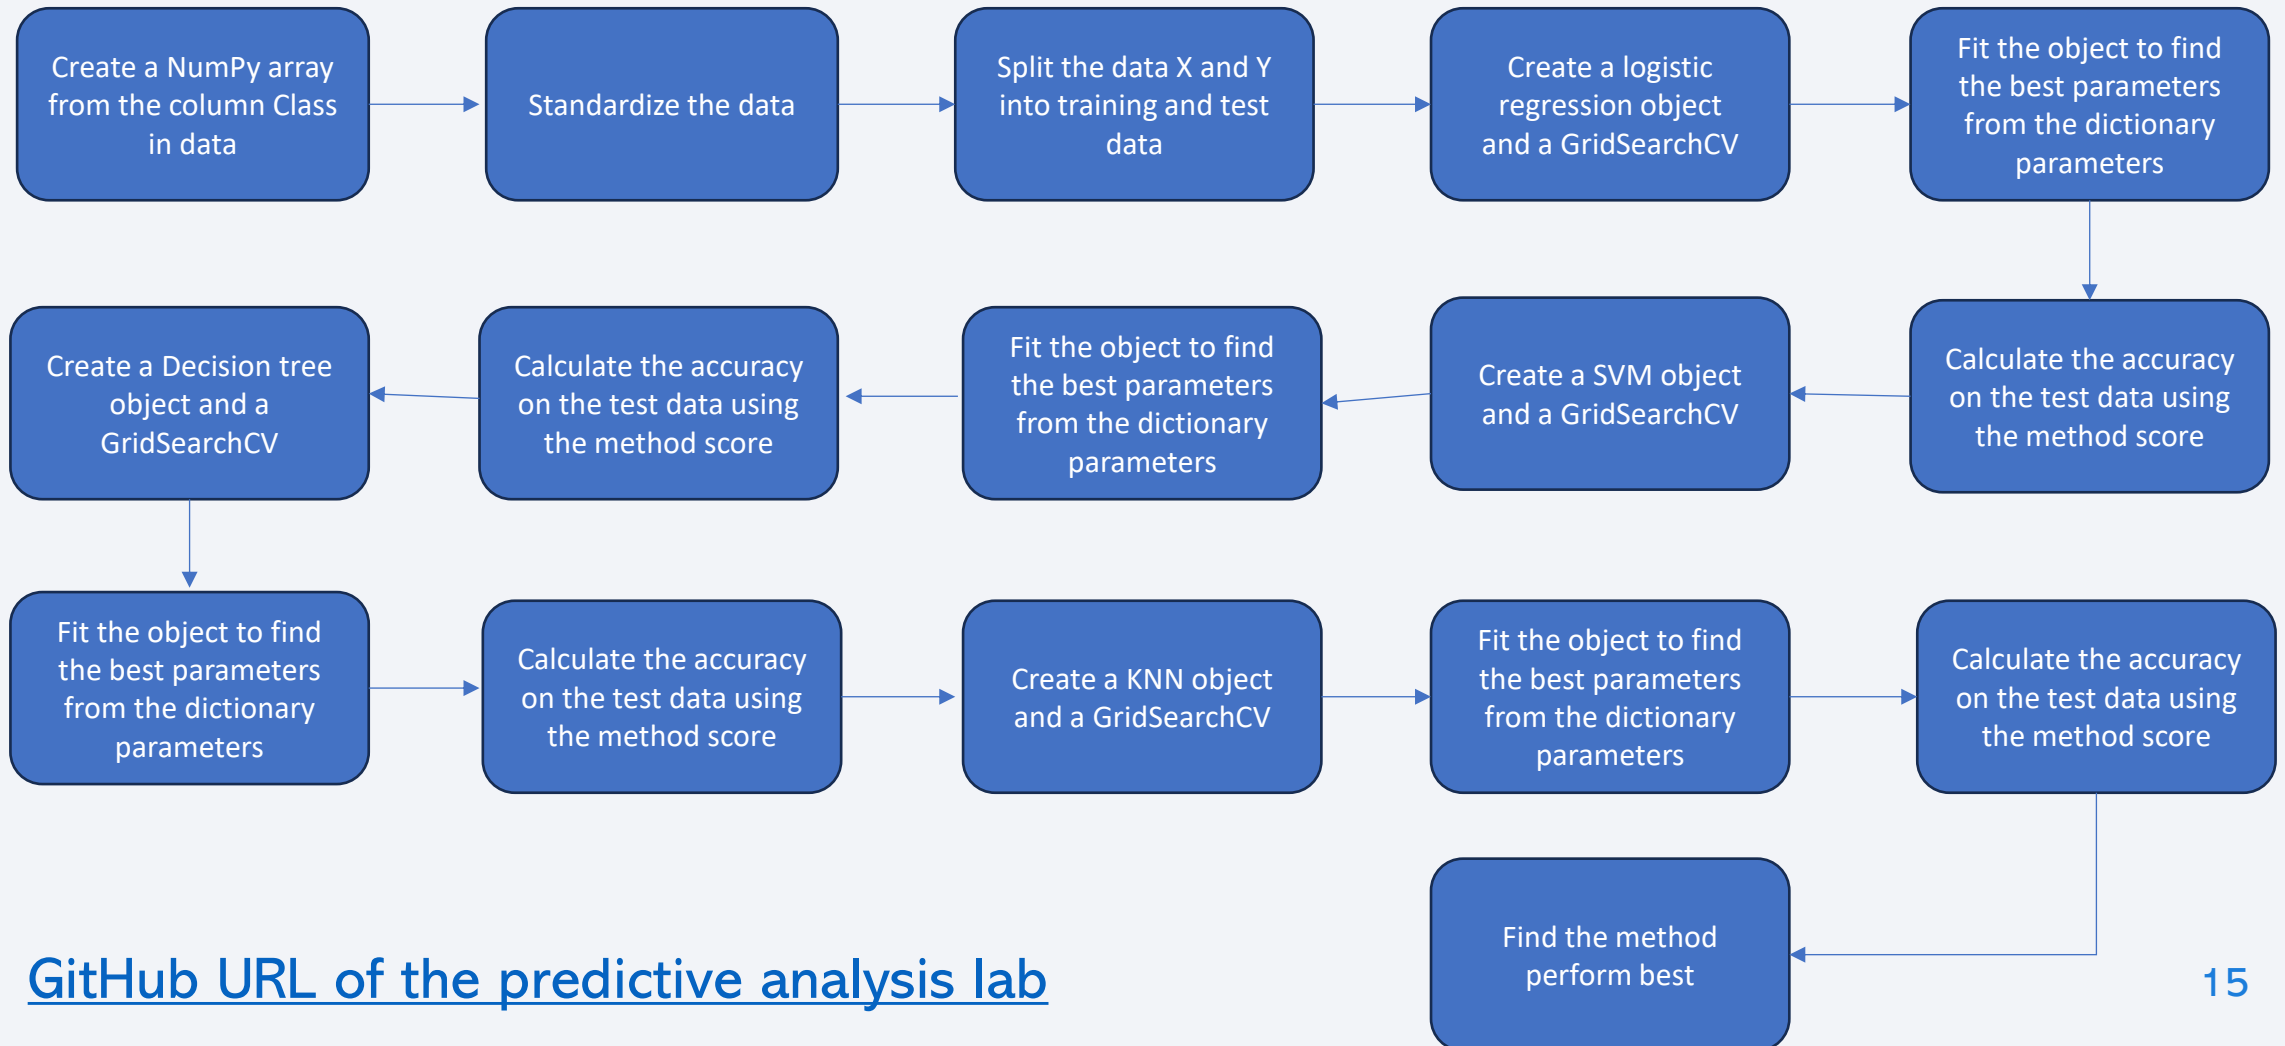 Create a NumPy array
from the column Class
in data
Standardize the data
Split the data X and Y
into training and test
data
Create a logistic
regression object
and a GridSearchCV
Fit the object to find
the best parameters
from the dictionary
parameters
Calculate the accuracy
on the test data using
the method score
Create a SVM object
and a GridSearchCV
Fit the object to find
the best parameters
from the dictionary
parameters
Calculate the accuracy
on the test data using
the method score
Create a Decision tree
object and a
GridSearchCV
Fit the object to find
the best parameters
from the dictionary
parameters
Calculate the accuracy
on the test data using
the method score
Create a KNN object
and a GridSearchCV
Fit the object to find
the best parameters
from the dictionary
parameters
Calculate the accuracy
on the test data using
the method score
Find the method
perform best
GitHub URL of the predictive analysis lab
15